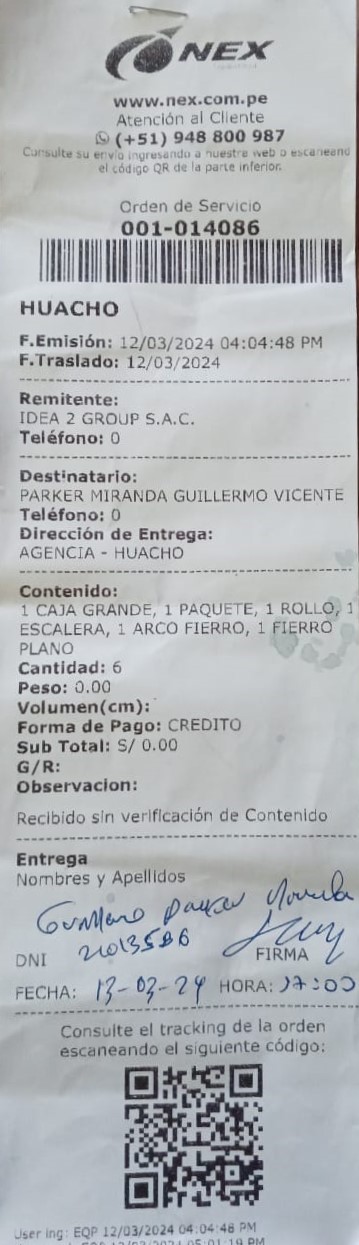 NEX
www.nex.com.pe
Atención al Cliente
(+51) 948 800 987
Consulte su envío ingresando a nuestra web o escaneand
el código QR de la parte inferior.
Orden de Servicio
001-014086
HUACHO
F.Emisión: 12/03/2024 04:04:48 PM
F.Traslado: 12/03/2024
Remitente:
IDEA 2 GROUP S.A.C.
Teléfono: 0
Destinatario:
PARKER MIRANDA GUILLERMO VICENTE
Teléfono: 0
Dirección de Entrega:
AGENCIA - HUACHO
Contenido:
1 CAJA GRANDE, 1 PAQUETE, 1 ROLLO, 1
ESCALERA, 1 ARCO FIERRO, 1 FIERRO
PLANO
Cantidad: 6
Peso: 0.00
Volumen(cm):
Forma de Pago: CREDITO
Sub Total: S/ 0.00
G/R:
Observacion:
Recibido sin verificación de Contenido
Entrega
Nombres y Apellidos
Guillermo Parker Miranda
DNI
FIRMA
FECHA: 13-03-24 HORA: 17:00
Consulte el tracking de la orden
escaneando el siguiente código:
User ing: EQP 12/03/2024 04:04:48 PM